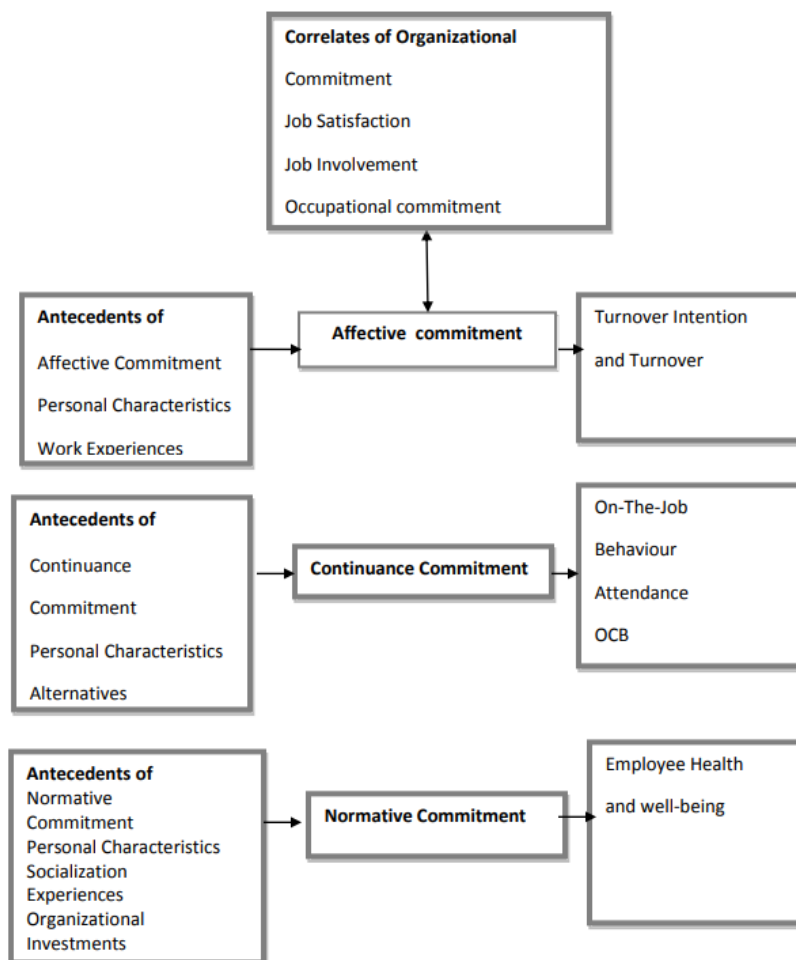 Correlates of Organizational
Commitment
Job Satisfaction
Job Involvement
Occupational commitment
Antecedents of
Affective Commitment
Personal Characteristics
Work Experiences
Affective commitment
Turnover Intention
and Turnover
Antecedents of
Continuance
Commitment
Personal Characteristics
Alternatives
Continuance Commitment
On-The-Job
Behaviour
Attendance
OCB
Antecedents of
Normative
Commitment
Personal Characteristics
Socialization
Experiences
Organizational
Investments
Normative Commitment
Employee Health
and well-being